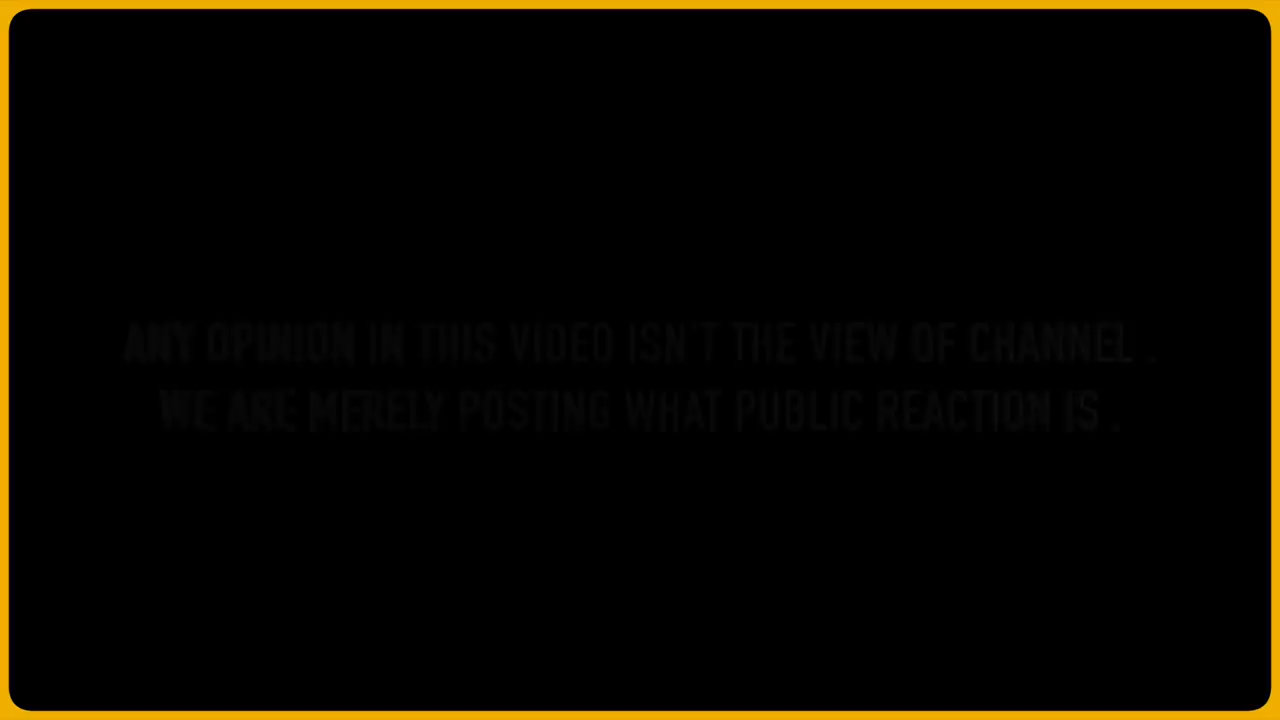 ANY OPINION IN THIS VIDEO ISN'T THE VIEW OF CHANNEL .
WE ARE MERELY POSTING WHAT PUBLIC REACTION IS .